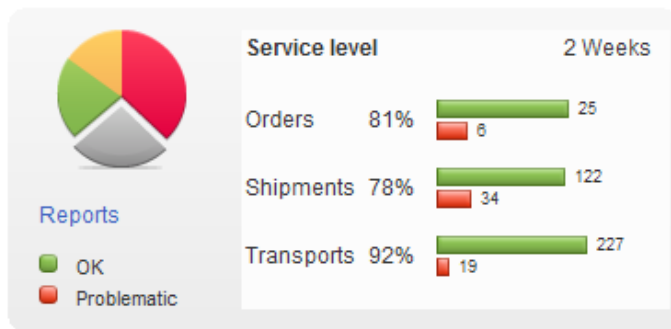 Service level 2 Weeks
Orders 81% 25
6
Shipments 78% 122
34
Transports 92% 227
19
Reports
OK
Problematic